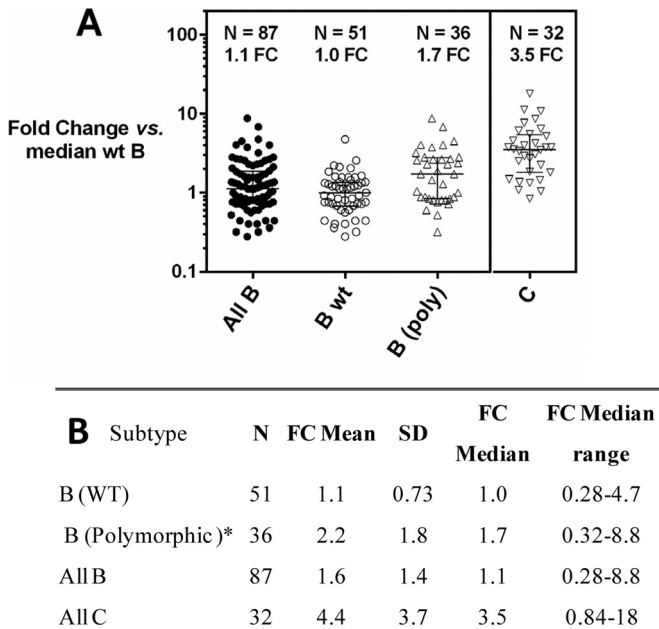 A
N = 87 N = 51 N = 36 N = 32
1.1 FC 1.0 FC 1.7 FC 3.5 FC
100
10
1
0.1
Fold Change vs.
median wt B
All B B wt B (poly) C
B Subtype N FC Mean SD FC Median FC Median range
B (WT) 51 1.1 0.73 1.0 0.28-4.7
B (Polymorphic)* 36 2.2 1.8 1.7 0.32-8.8
All B 87 1.6 1.4 1.1 0.28-8.8
All C 32 4.4 3.7 3.5 0.84-18